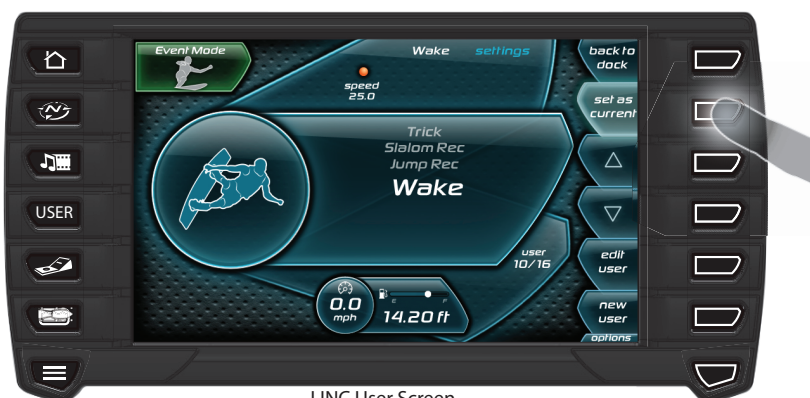 Event Mode
Wake settings
back to
dock
speed
25.0
set as
current
Trick
Slalom Rec
Jump Rec
Wake
USER
user
10/16
edit
user
E F
0.0
mph
14.20 ft
new
user
options
LINC User Screen